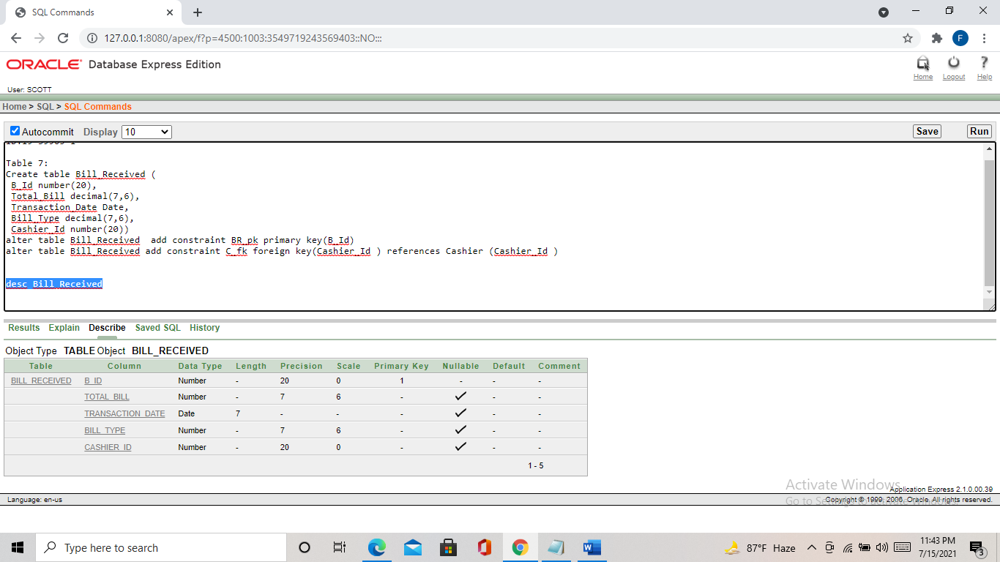 SQL Commands
127.0.0.1:8080/apex/f?p=4500:1003:3549719243569403::NO:::
F
ORACLE Database Express Edition
Home Logout Help
User: SCOTT
Home > SQL > SQL Commands
Autocommit Display 10 Save Run
Table 7:
Create table Bill_Received (
B_Id number(20),
Total_Bill decimal(7,6),
Transaction_Date Date,
Bill_Type decimal(7,6),
Cashier_Id number(20))
alter table Bill_Received  add constraint BR_pk primary key(B_Id)
alter table Bill_Received add constraint C_fk foreign key(Cashier_Id ) references Cashier (Cashier_Id )
desc Bill_Received
Results Explain Describe Saved SQL History
Object Type TABLE Object BILL_RECEIVED
Table Column Data Type Length Precision Scale Primary Key Nullable Default Comment
BILL_RECEIVED B_ID Number - 20 0 1 - - -
TOTAL_BILL Number - 7 6 - ✓ - -
TRANSACTION_DATE Date 7 - - - ✓ - -
BILL_TYPE Number - 7 6 - ✓ - -
CASHIER_ID Number - 20 0 - ✓ - -
1 - 5
Activate Windows
Go to Settings to activate Windows.
Application Express 2.1.0.00.39
Language: en-us
Copyright © 1999, 2006, Oracle. All rights reserved.
Type here to search
W
87°F Haze
11:43 PM
7/15/2021
3